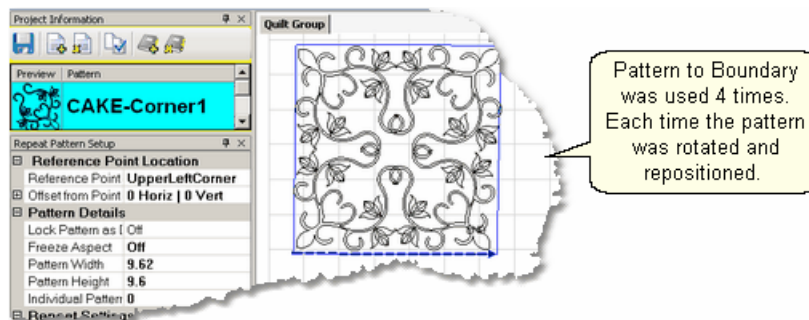 Project Information
Preview Pattern
CAKE-Corner1
Repeat Pattern Setup
Reference Point Location
Reference Point UpperLeftCorner
Offset from Point 0 Horiz | 0 Vert
Pattern Details
Lock Pattern as Off
Freeze Aspect Off
Pattern Width 9.62
Pattern Height 9.6
Individual Pattern 0
Repeat Settings
Quilt Group
Pattern to Boundary
was used 4 times.
Each time the pattern
was rotated and
repositioned.